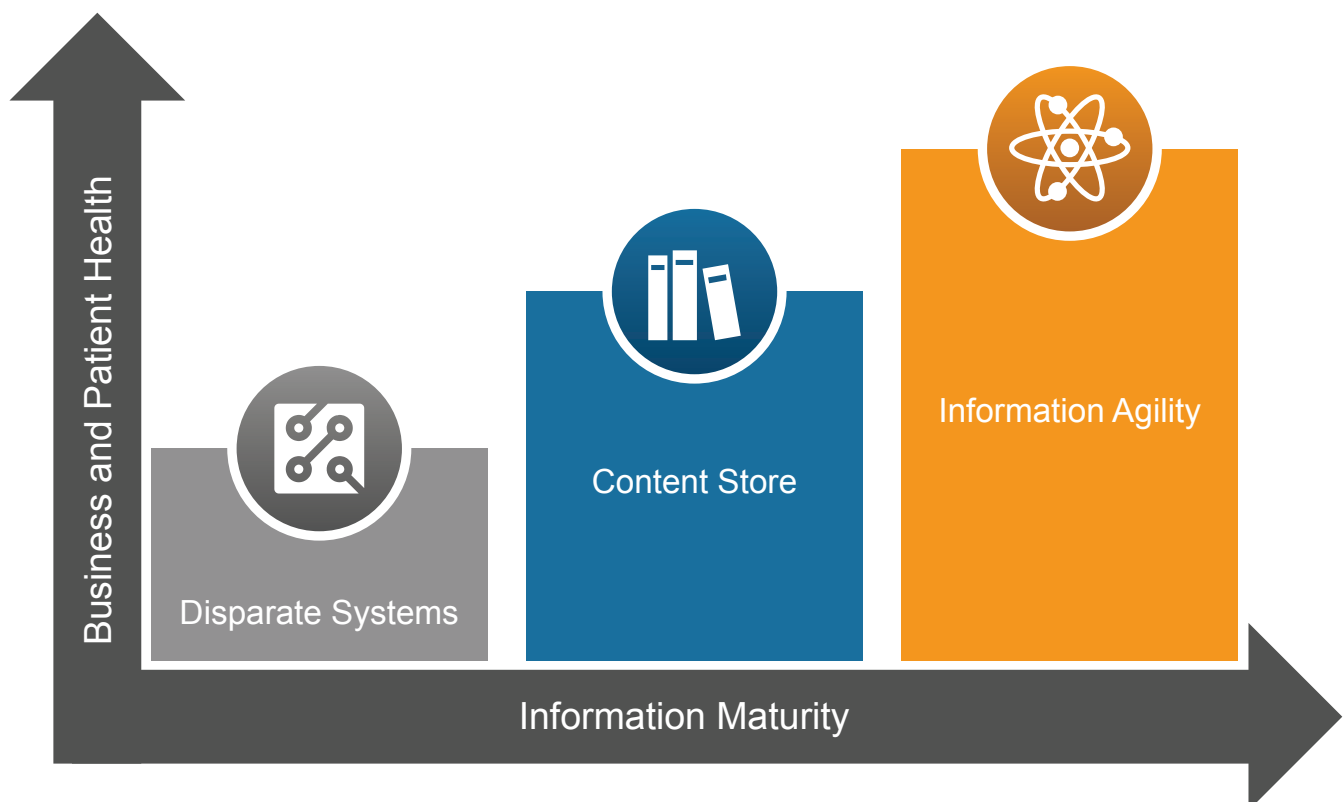 Business and Patient Health
Information Agility
Content Store
Disparate Systems
Information Maturity